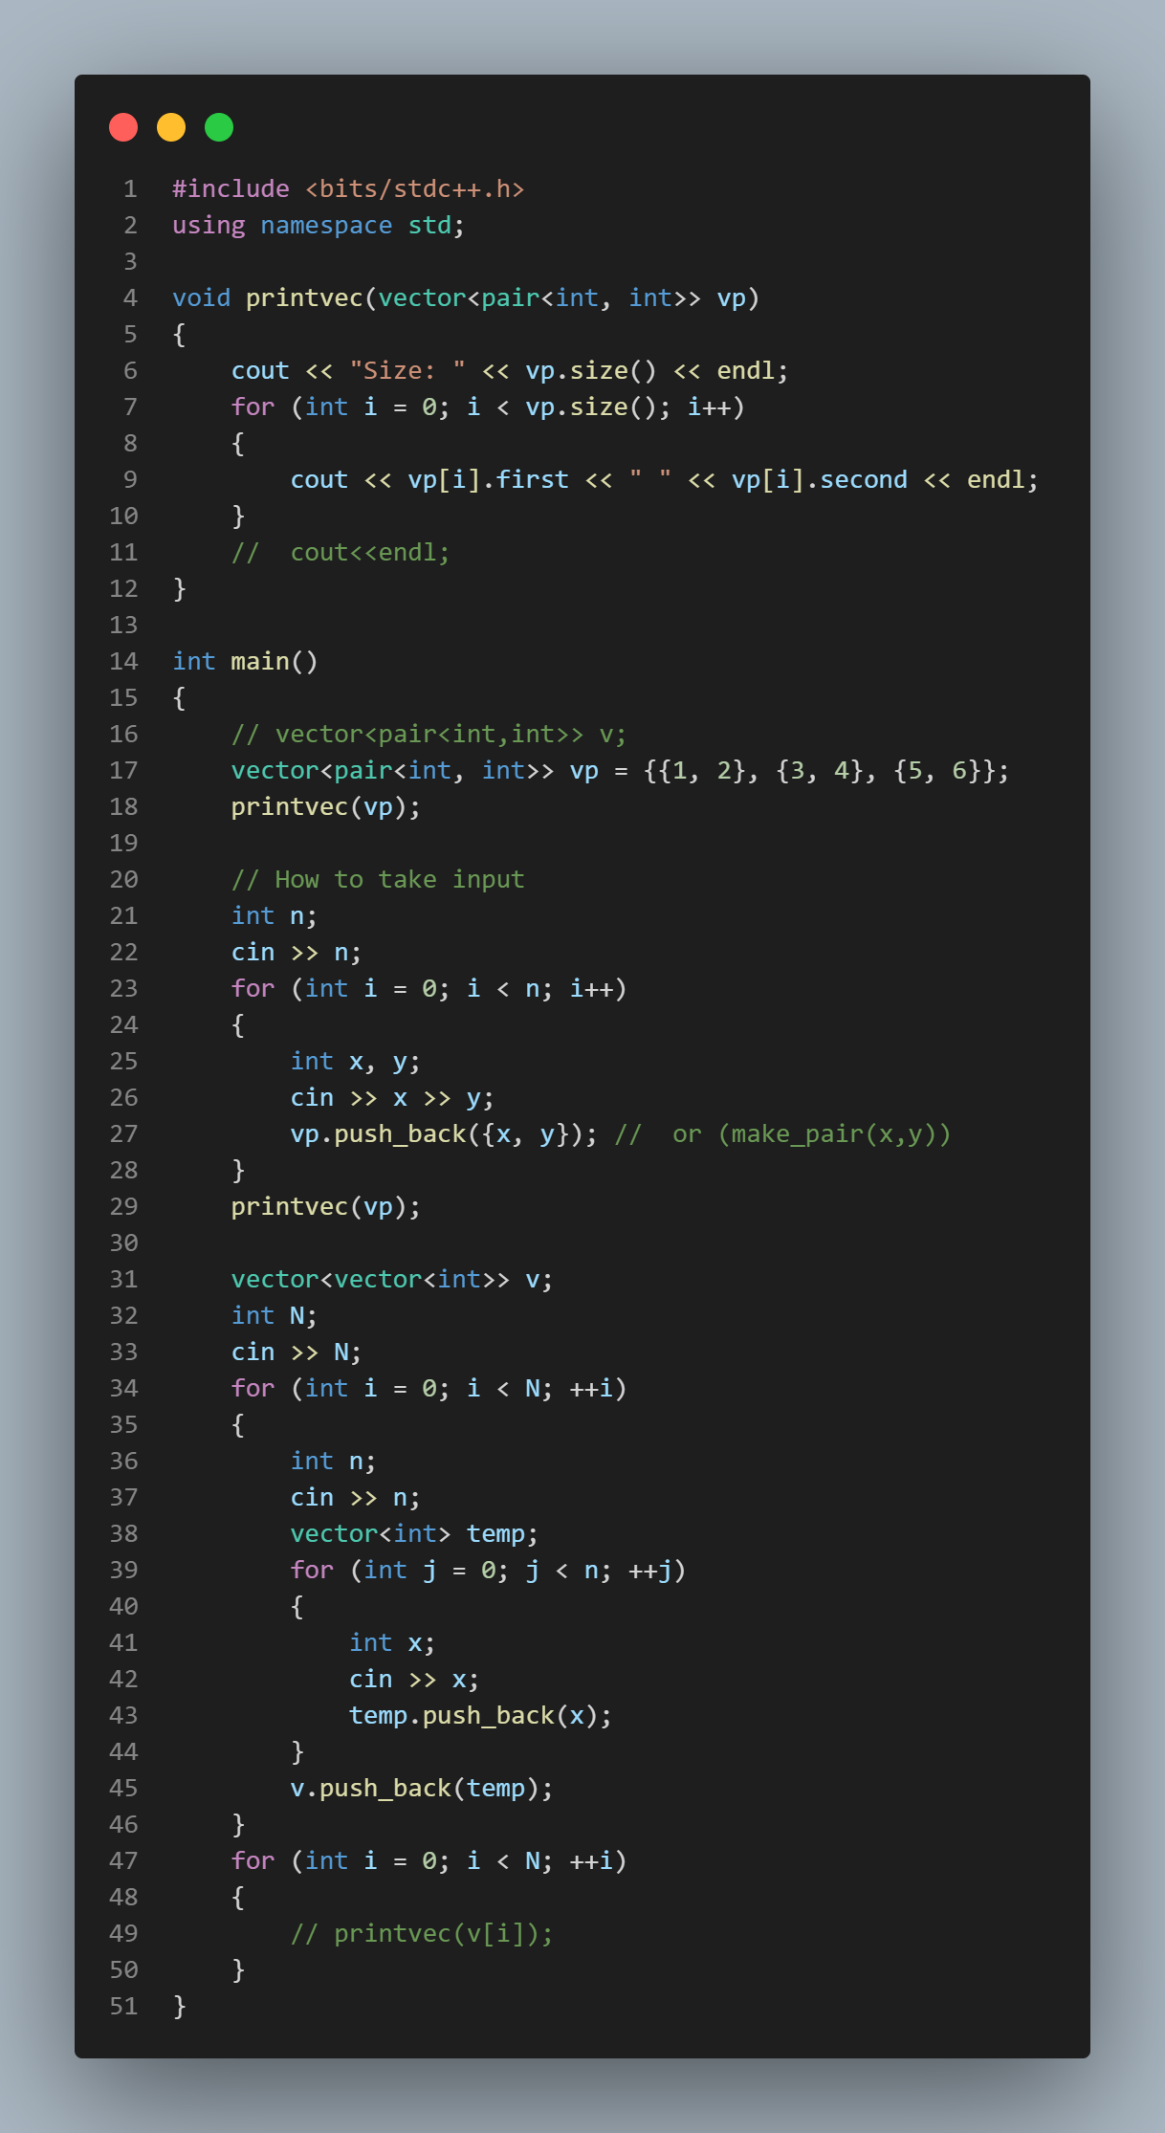 1 #include <bits/stdc++.h>
2 using namespace std;
3
4 void printvec(vector<pair<int, int>> vp)
5 {
6     cout << "Size: " << vp.size() << endl;
7     for (int i = 0; i < vp.size(); i++)
8     {
9         cout << vp[i].first << " " << vp[i].second << endl;
10     }
11     //  cout<<endl;
12 }
13
14 int main()
15 {
16     // vector<pair<int,int>> v;
17     vector<pair<int, int>> vp = {{1, 2}, {3, 4}, {5, 6}};
18     printvec(vp);
19
20     // How to take input
21     int n;
22     cin >> n;
23     for (int i = 0; i < n; i++)
24     {
25         int x, y;
26         cin >> x >> y;
27         vp.push_back({x, y}); //  or (make_pair(x,y))
28     }
29     printvec(vp);
30
31     vector<vector<int>> v;
32     int N;
33     cin >> N;
34     for (int i = 0; i < N; ++i)
35     {
36         int n;
37         cin >> n;
38         vector<int> temp;
39         for (int j = 0; j < n; ++j)
40         {
41             int x;
42             cin >> x;
43             temp.push_back(x);
44         }
45         v.push_back(temp);
46     }
47     for (int i = 0; i < N; ++i)
48     {
49         // printvec(v[i]);
50     }
51 }